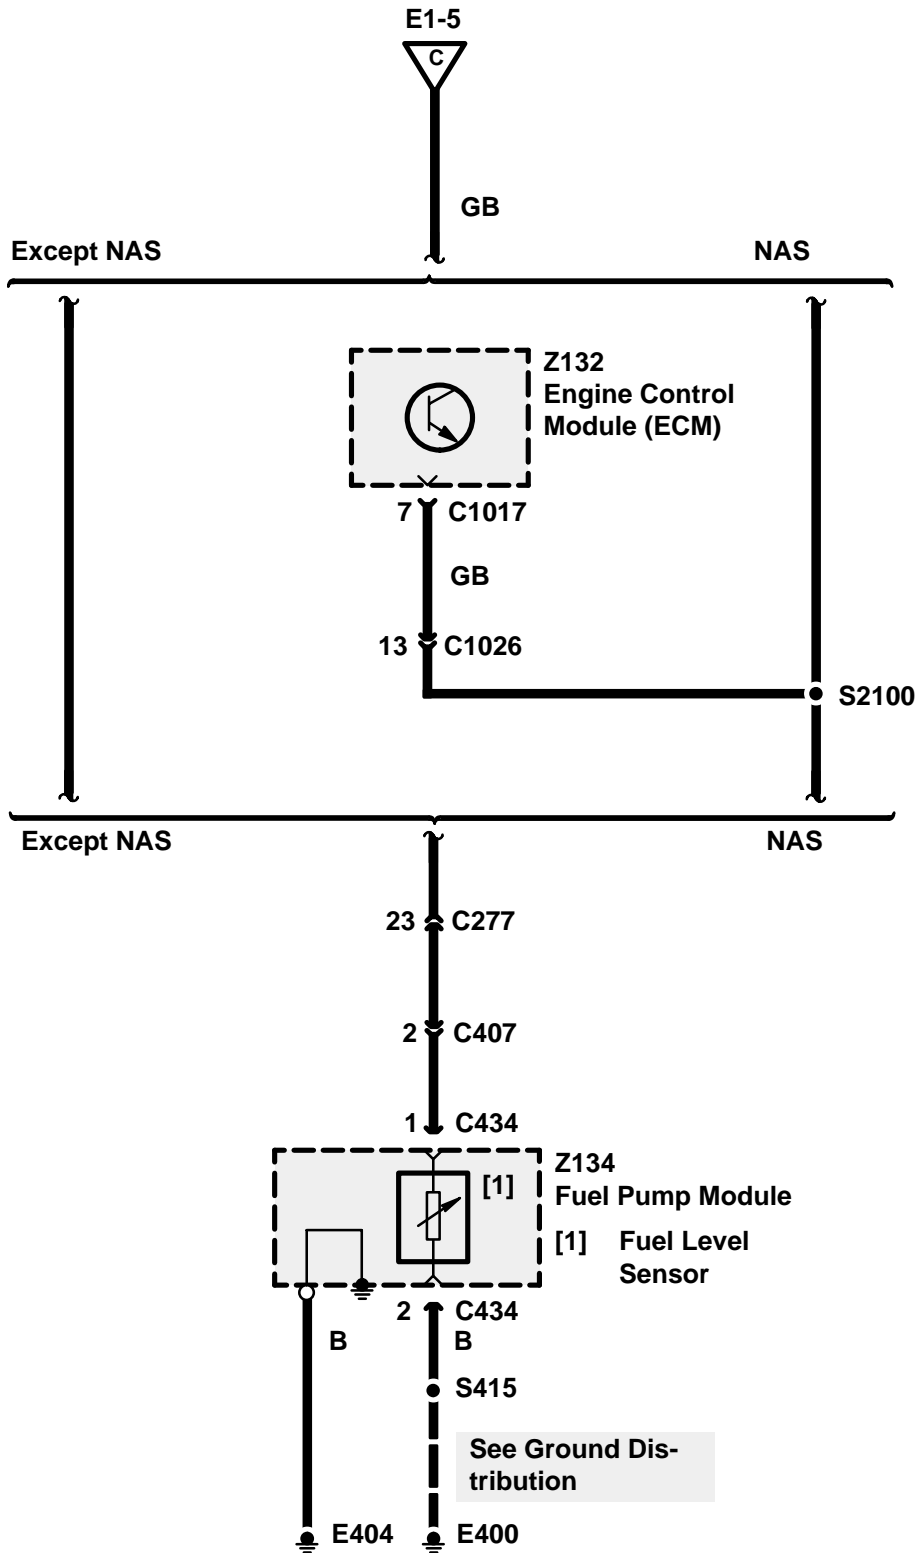 E1-5
C
GB
Except NAS
NAS
Z132
Engine Control
Module (ECM)
7 C1017
GB
13 C1026
S2100
Except NAS
NAS
23 C277
2 C407
1 C434
[1]
Z134
Fuel Pump Module
[1] Fuel Level
Sensor
2 C434
B
B
S415
See Ground Dis-
tribution
E404
E400